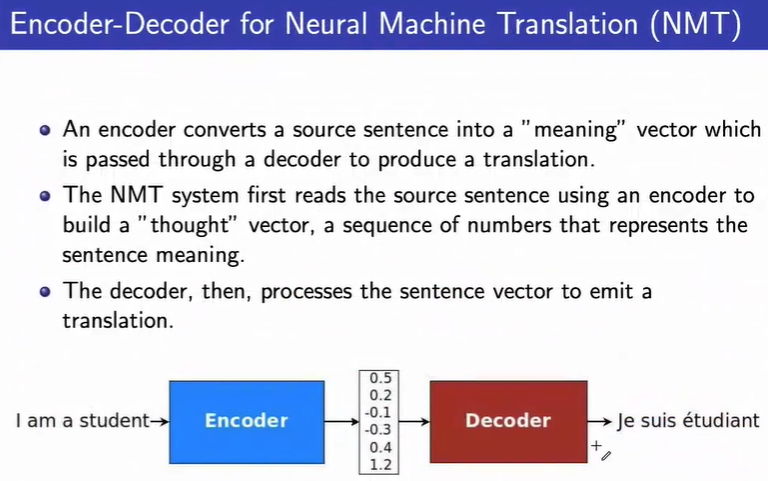 Encoder-Decoder for Neural Machine Translation (NMT)
An encoder converts a source sentence into a "meaning" vector which
is passed through a decoder to produce a translation.
The NMT system first reads the source sentence using an encoder to
build a "thought" vector, a sequence of numbers that represents the
sentence meaning.
The decoder, then, processes the sentence vector to emit a
translation.
I am a student
Encoder
0.5
0.2
-0.1
-0.3
0.4
1.2
Decoder
Je suis étudiant